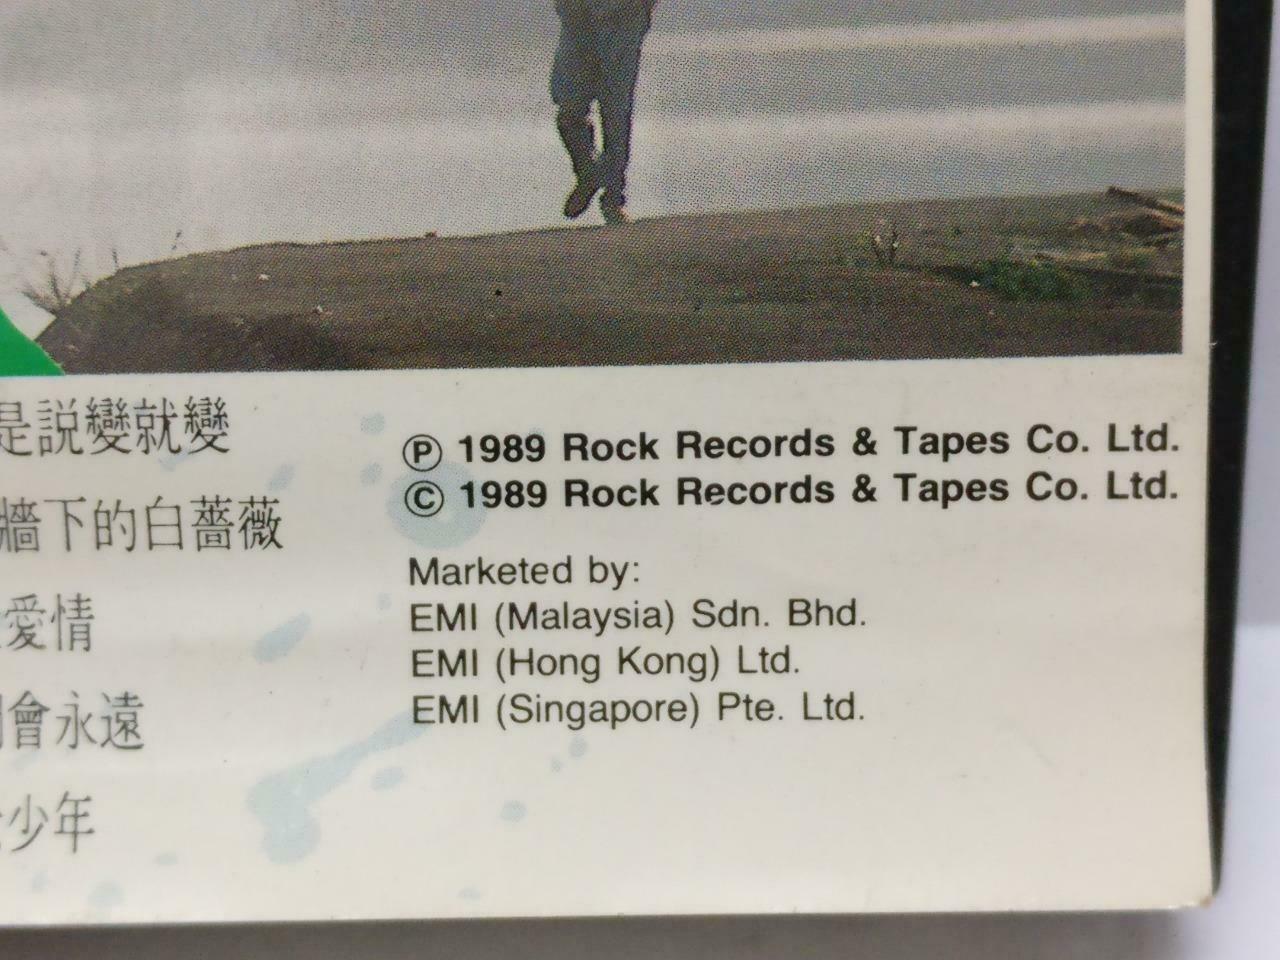 是説變就變
牆下的白薔薇
愛情
會永遠
少年
Ⓟ 1989 Rock Records & Tapes Co. Ltd.
© 1989 Rock Records & Tapes Co. Ltd.
Marketed by:
EMI (Malaysia) Sdn. Bhd.
EMI (Hong Kong) Ltd.
EMI (Singapore) Pte. Ltd.